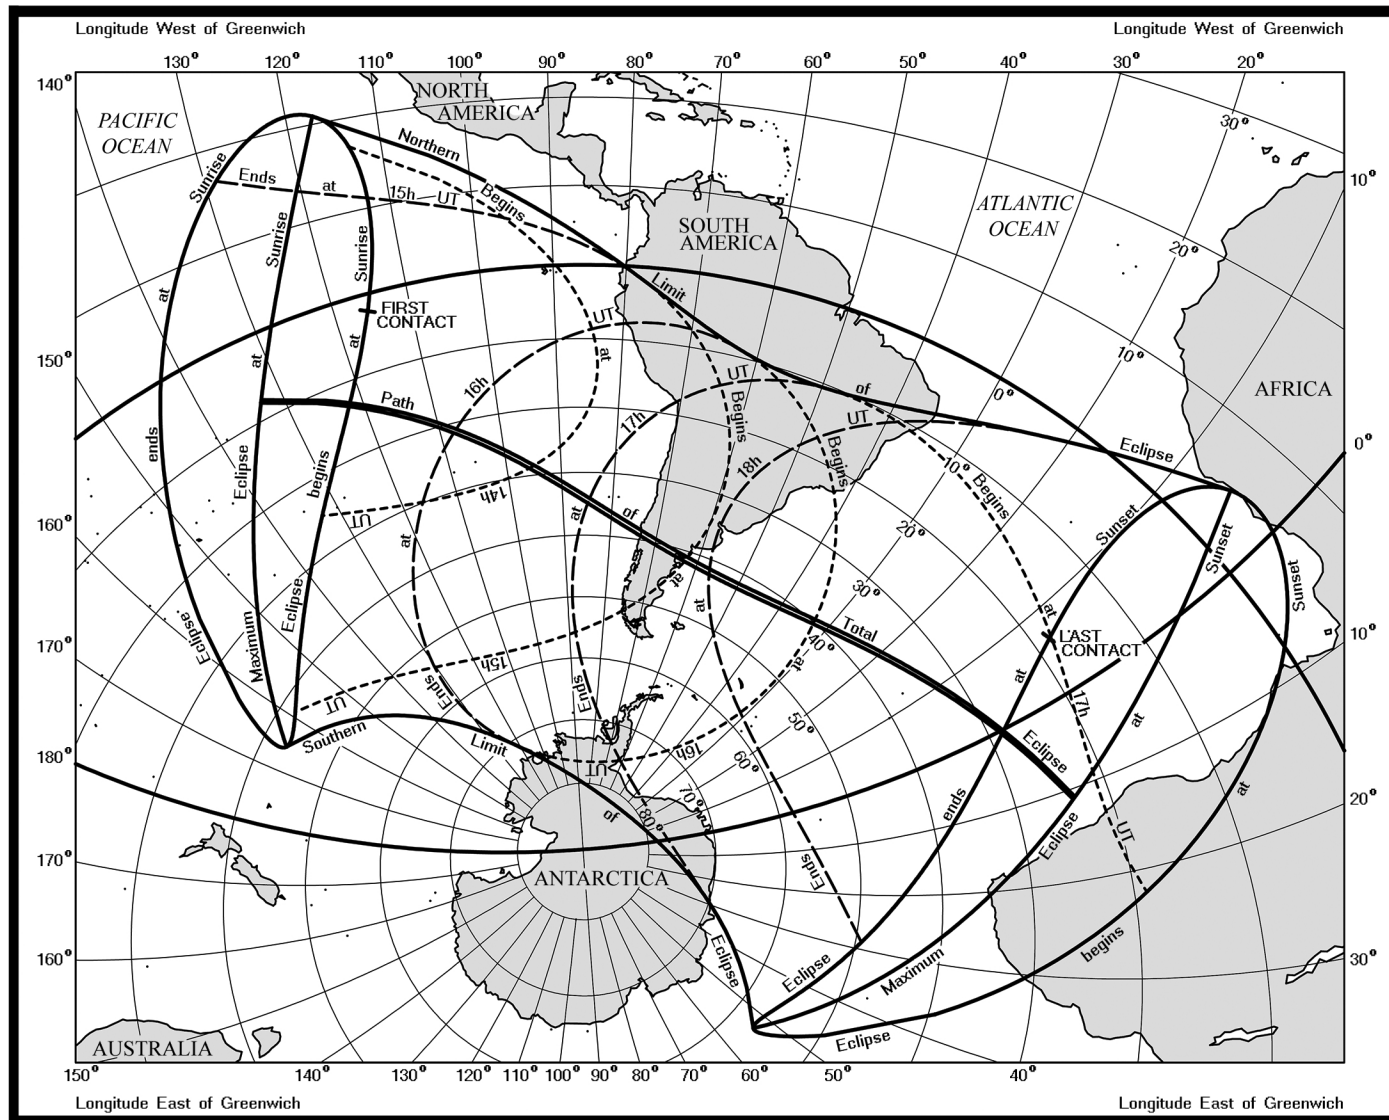 Longitude West of Greenwich
Longitude West of Greenwich
130° 120° 110° 100° 90° 80° 70° 60° 50° 40° 30° 20°
140°
150°
160°
170°
180°
170°
160°
10°
0°
10°
20°
30°
NORTH
AMERICA
PACIFIC
OCEAN
SOUTH
AMERICA
ATLANTIC
OCEAN
AFRICA
ANTARCTICA
AUSTRALIA
30°
20°
10°
0°
10°
20°
30°
40°
50°
60°
70°
80°
Northern
Limit
of
Eclipse
Southern
Limit
of
Eclipse
Path
of
Total
Eclipse
FIRST
CONTACT
LAST
CONTACT
Eclipse
ends
at
Sunrise
Maximum
Eclipse
at
Sunrise
Eclipse
begins
at
Sunrise
Eclipse
ends
at
Sunset
Maximum
Eclipse
at
Sunset
Eclipse
begins
at
Sunset
Ends
at
15h
UT
Ends
at
16h
UT
Ends
at
17h
UT
Ends
at
18h
UT
Begins
at
14h
UT
Begins
at
15h
UT
Begins
at
16h
UT
Begins
at
17h
UT
150° 140° 130° 120° 110° 100° 90° 80° 70° 60° 50° 40°
Longitude East of Greenwich
Longitude East of Greenwich